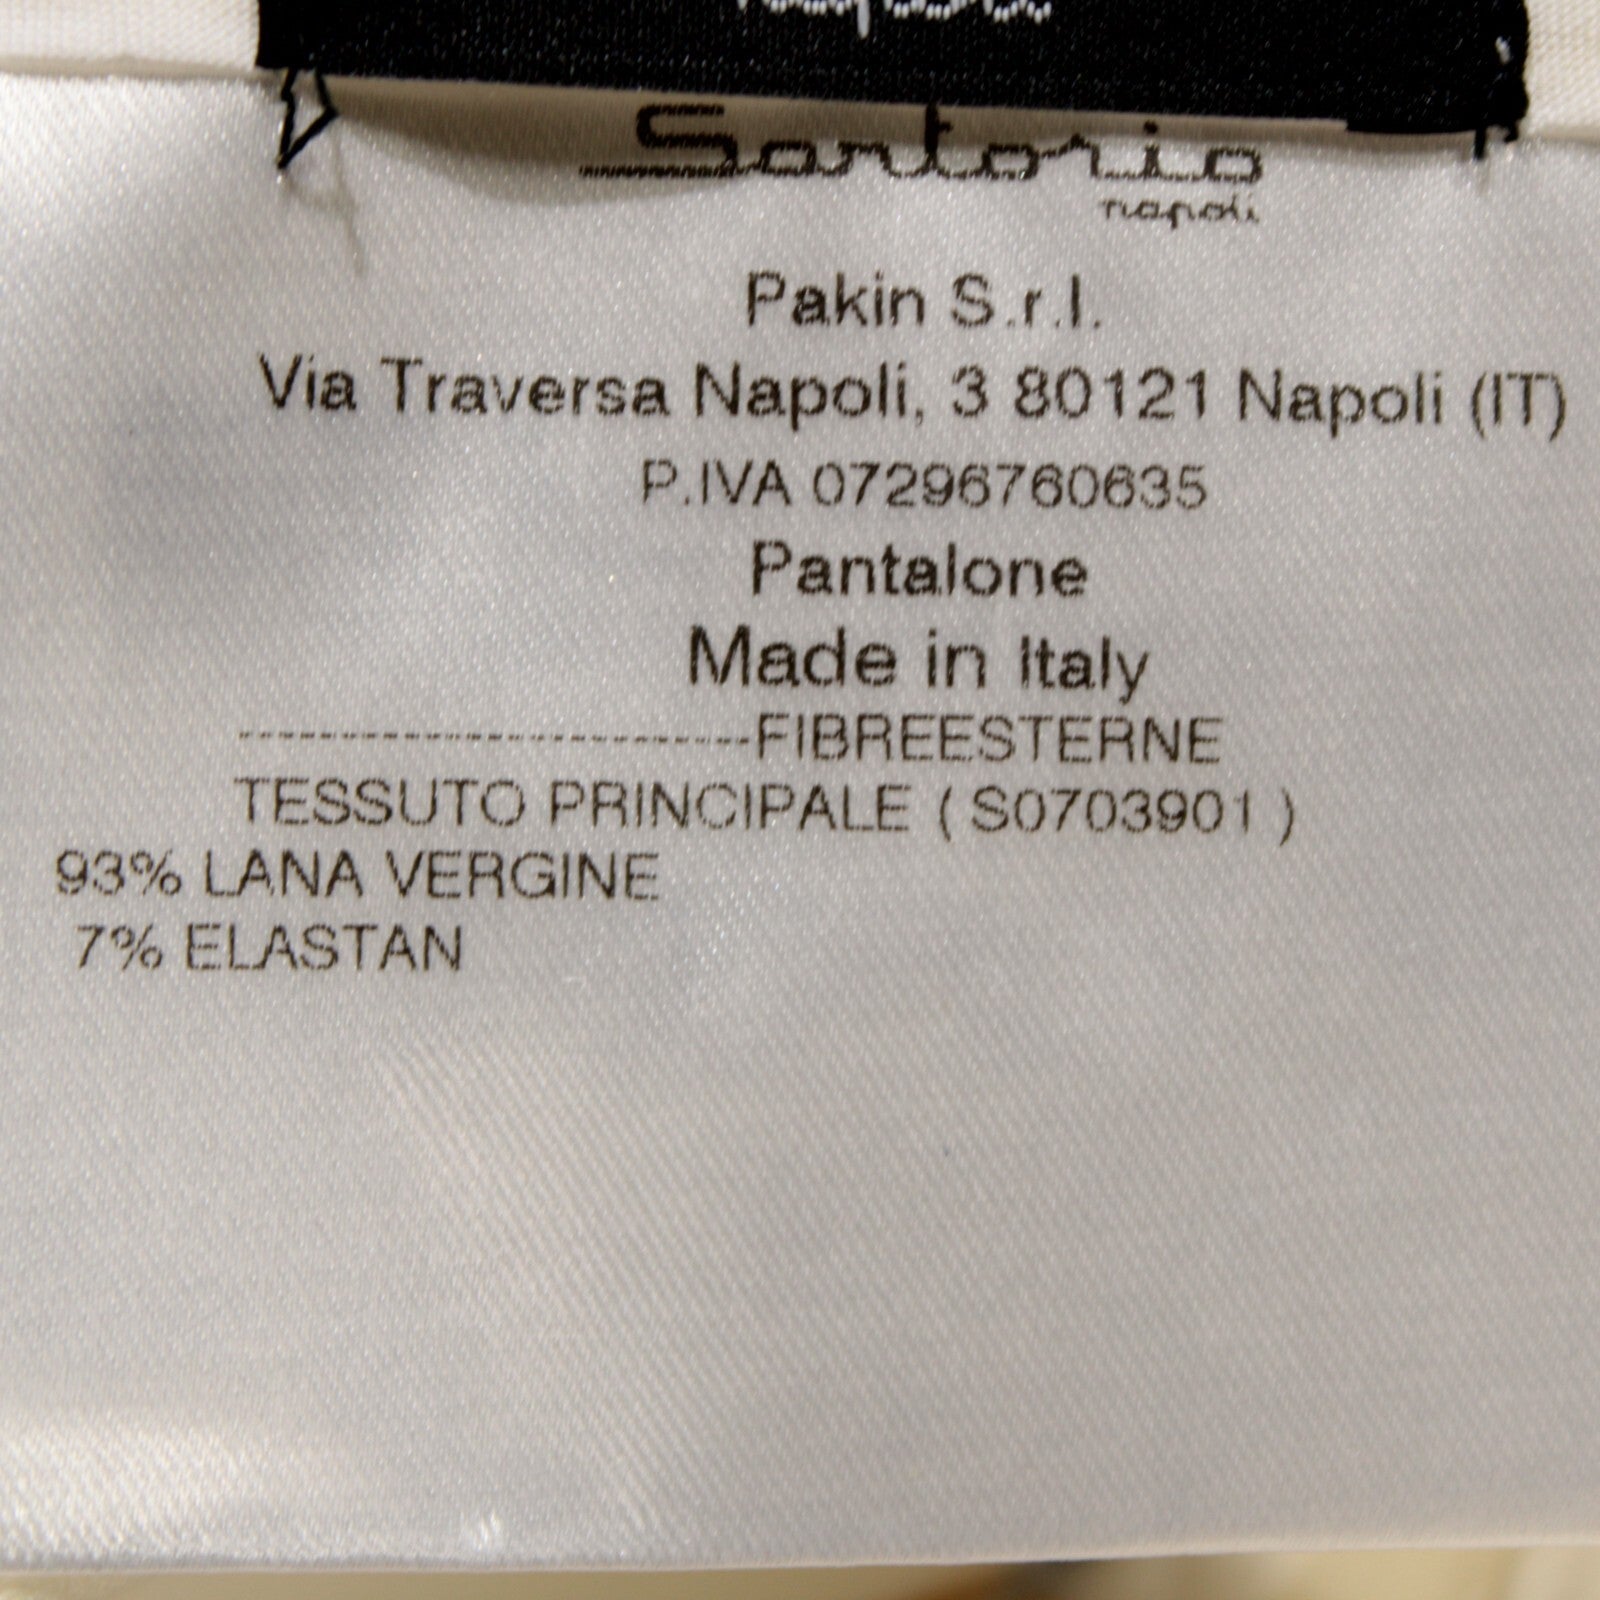 Sartorio
napoli
Pakin S.r.l.
Via Traversa Napoli, 3 80121 Napoli (IT)
P.IVA 07296760635
Pantalone
Made in Italy
--------------------------FIBREESTERNE
TESSUTO PRINCIPALE ( S0703901 )
93% LANA VERGINE
7% ELASTAN